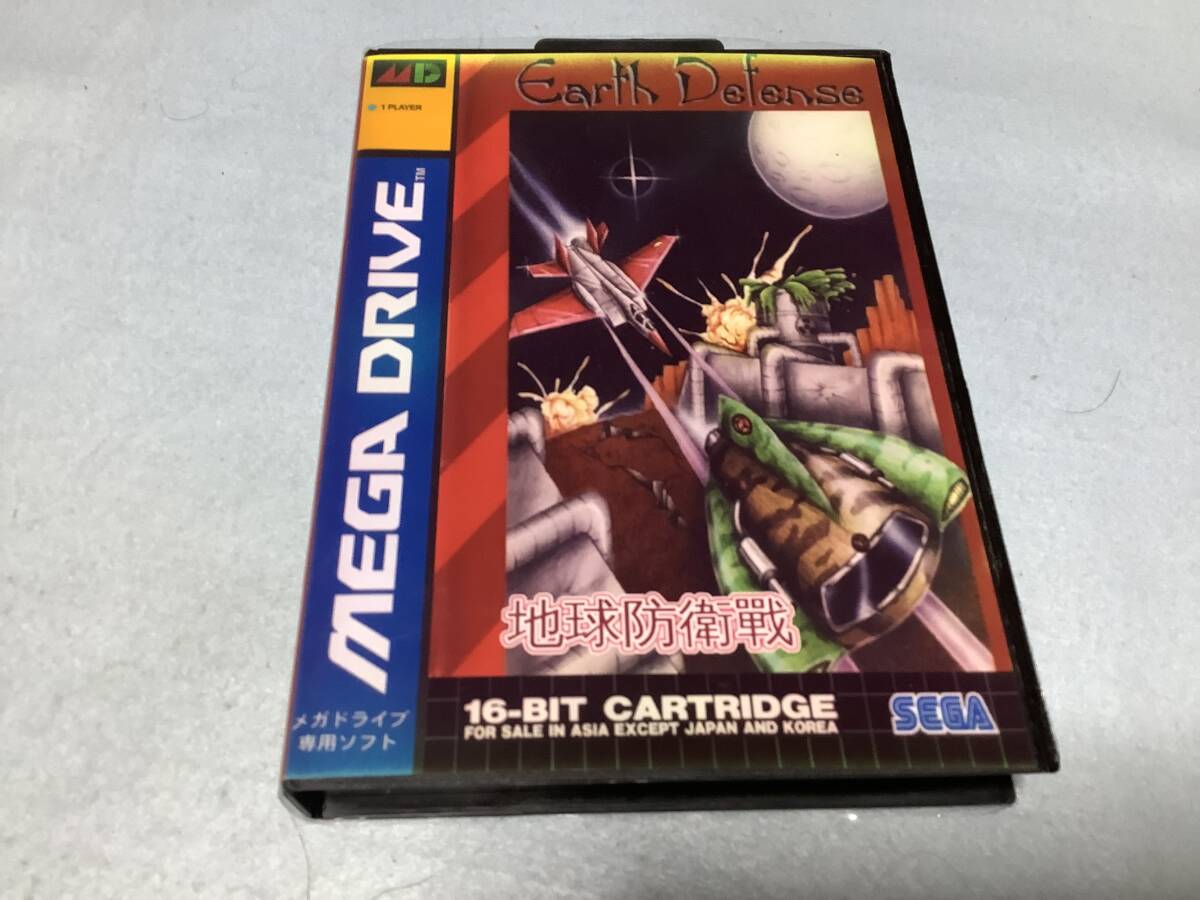 MD
1 PLAYER
Earth Defense
MEGA DRIVE™
地球防衛戰
16-BIT CARTRIDGE
FOR SALE IN ASIA EXCEPT JAPAN AND KOREA
SEGA
メガドライブ
専用ソフト